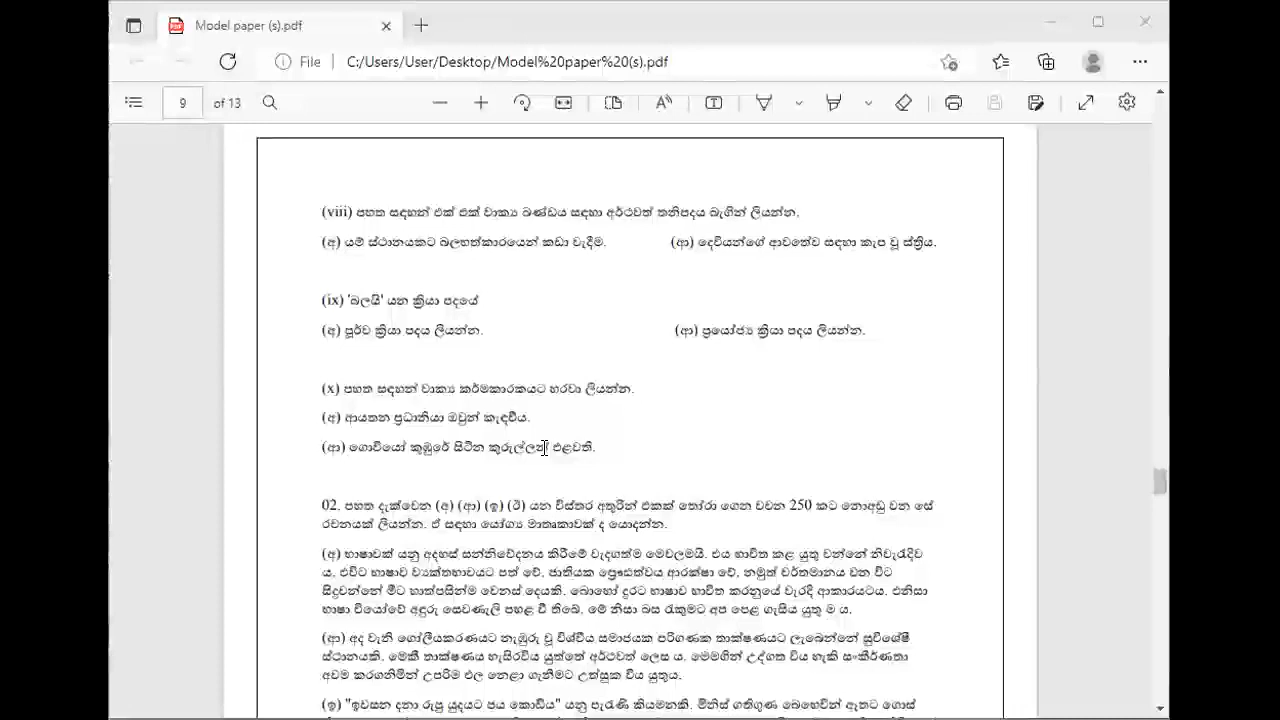 Model paper (s).pdf
File C:/Users/User/Desktop/Model%20paper%20(s).pdf
9 of 13
(viii) පහත සඳහන් එක් එක් වාක්‍ය ඛණ්ඩය සඳහා අර්ථවත් තනිපදය බැගින් ලියන්න.
(අ) යම් ස්ථානයකට බලහත්කාරයෙන් කඩා වැදීම. (ආ) දෙවියන්ගේ ආවතේව සඳහා කැප වූ ස්ත්‍රිය.
(ix) 'බලයි' යන ක්‍රියා පදයේ
(අ) පූර්ව ක්‍රියා පදය ලියන්න. (ආ) ප්‍රයෝජ්‍ය ක්‍රියා පදය ලියන්න.
(x) පහත සඳහන් වාක්‍ය කර්මකාරකයට හරවා ලියන්න.
(අ) ආයතන ප්‍රධානියා ඔවුන් කැඳවීය.
(ආ) ගොවියෝ කුඹුරේ සිටින කුරුල්ලන් එළවති.
02. පහත දැක්වෙන (අ) (ආ) (ඉ) (ඊ) යන විස්තර අතුරින් එකක් තෝරා ගෙන වචන 250 කට නොඅඩු වන සේ
රචනයක් ලියන්න. ඒ සඳහා යෝග්‍ය මාතෘකාවක් ද යොදන්න.
(අ) භාෂාවක් යනු අදහස් සන්නිවේදනය කිරීමේ වැදගත්ම මෙවලමයි. එය භාවිත කළ යුතු වන්නේ නිවැරැදිව
ය. එවිට භාෂාව ව්‍යක්තභාවයට පත් වේ. ජාතියක ප්‍රෞඪත්වය ආරක්ෂා වේ. නමුත් වර්තමානය වන විට
සිදුවන්නේ මීට හාත්පසින්ම වෙනස් දෙයකි. බොහෝ දුරට භාෂාව භාවිත කරනුයේ වැරදි ආකාරයටය. එනිසා
භාෂා වියෝවේ අඳුරු සෙවණැලි පහළ වී තිබේ. මේ නිසා බස රැකුමට අප පෙළ ගැසිය යුතු ම ය.
(ආ) අද වැනි ගෝලීයකරණයට නැඹුරු වූ විශ්වීය සමාජයක පරිගණක තාක්ෂණයට ලැබෙන්නේ සුවිශේෂී
ස්ථානයකි. මෙකී තාක්ෂණය හැසිරවිය යුත්තේ අර්ථවත් ලෙස ය. මෙමගින් උද්ගත විය හැකි සංකීර්ණතා
අවම කරගනිමින් උපරිම ඵල නෙළා ගැනීමට උත්සුක විය යුතුය.
(ඉ) "ඉවසන දනා රුපු යුදයට ජය කොඩිය" යනු පැරැණි කියමනකි. මිනිස් ගතිගුණ බෙහෙවින් ඈතට ගොස්